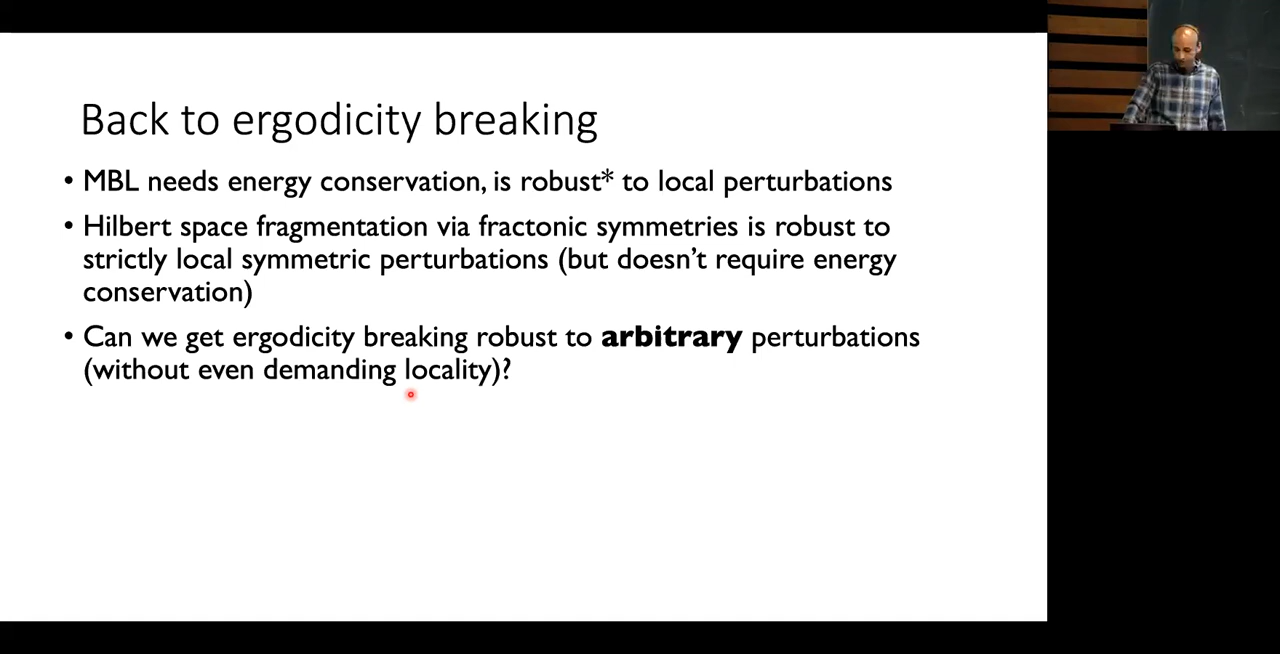 Back to ergodicity breaking
• MBL needs energy conservation, is robust* to local perturbations
• Hilbert space fragmentation via fractonic symmetries is robust to
strictly local symmetric perturbations (but doesn’t require energy
conservation)
• Can we get ergodicity breaking robust to arbitrary perturbations
(without even demanding locality)?